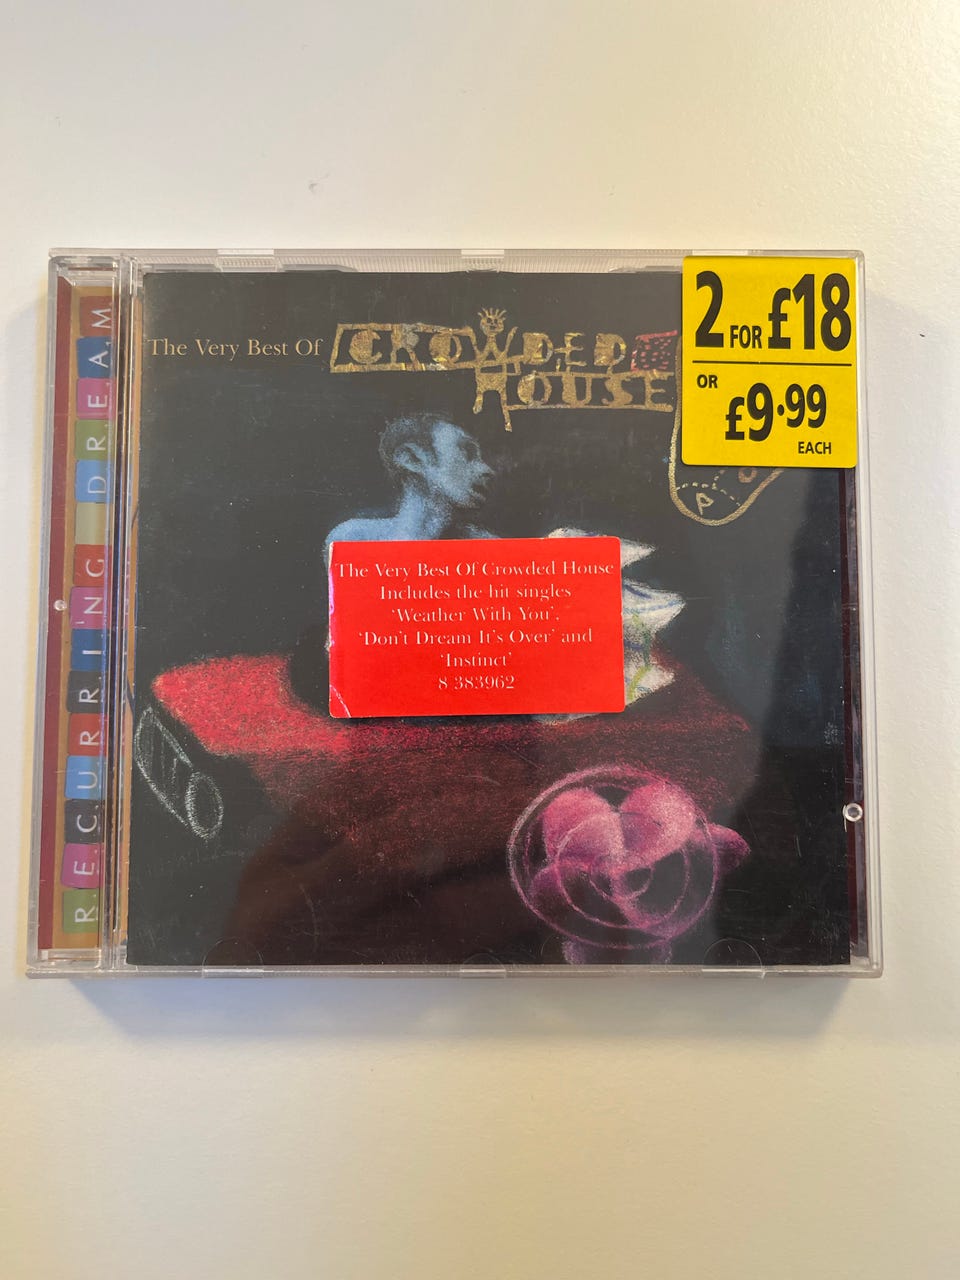 RECURRING DREAM
The Very Best Of CROWDED
HOUSE
2 FOR £18
OR
£9.99
EACH
P
The Very Best Of Crowded House
Includes the hit singles
'Weather With You',
'Don't Dream It's Over' and
'Instinct'
8 383962